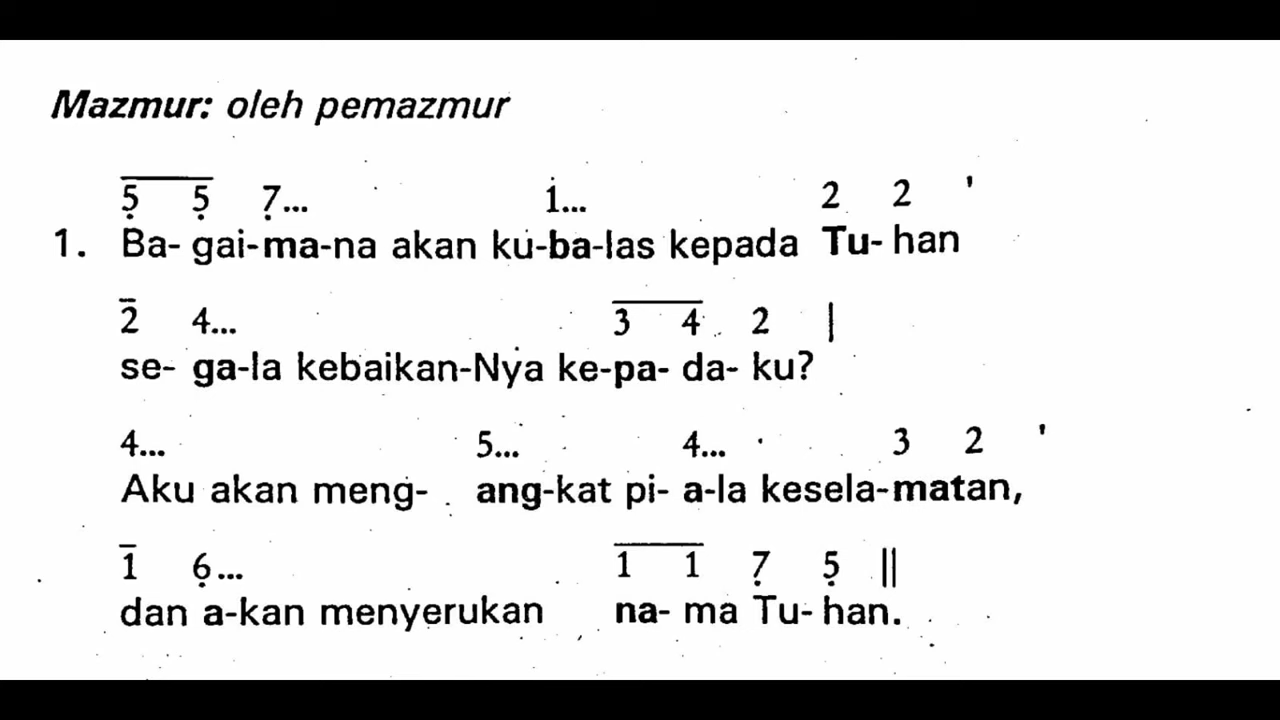 Mazmur: oleh pemazmur
5̣ 5̣ 7̣... 1... 2 2 '
1. Ba- gai-ma-na akan ku-ba-las kepada Tu- han
2 4... 3 4 2 |
se- ga-la kebaikan-Nya ke-pa- da- ku?
4... 5... 4... 3 2 '
Aku akan meng- ang-kat pi- a-la kesela-matan,
1 6̣... 1 1 7̣ 5̣ ||
dan a-kan menyerukan na- ma Tu- han.